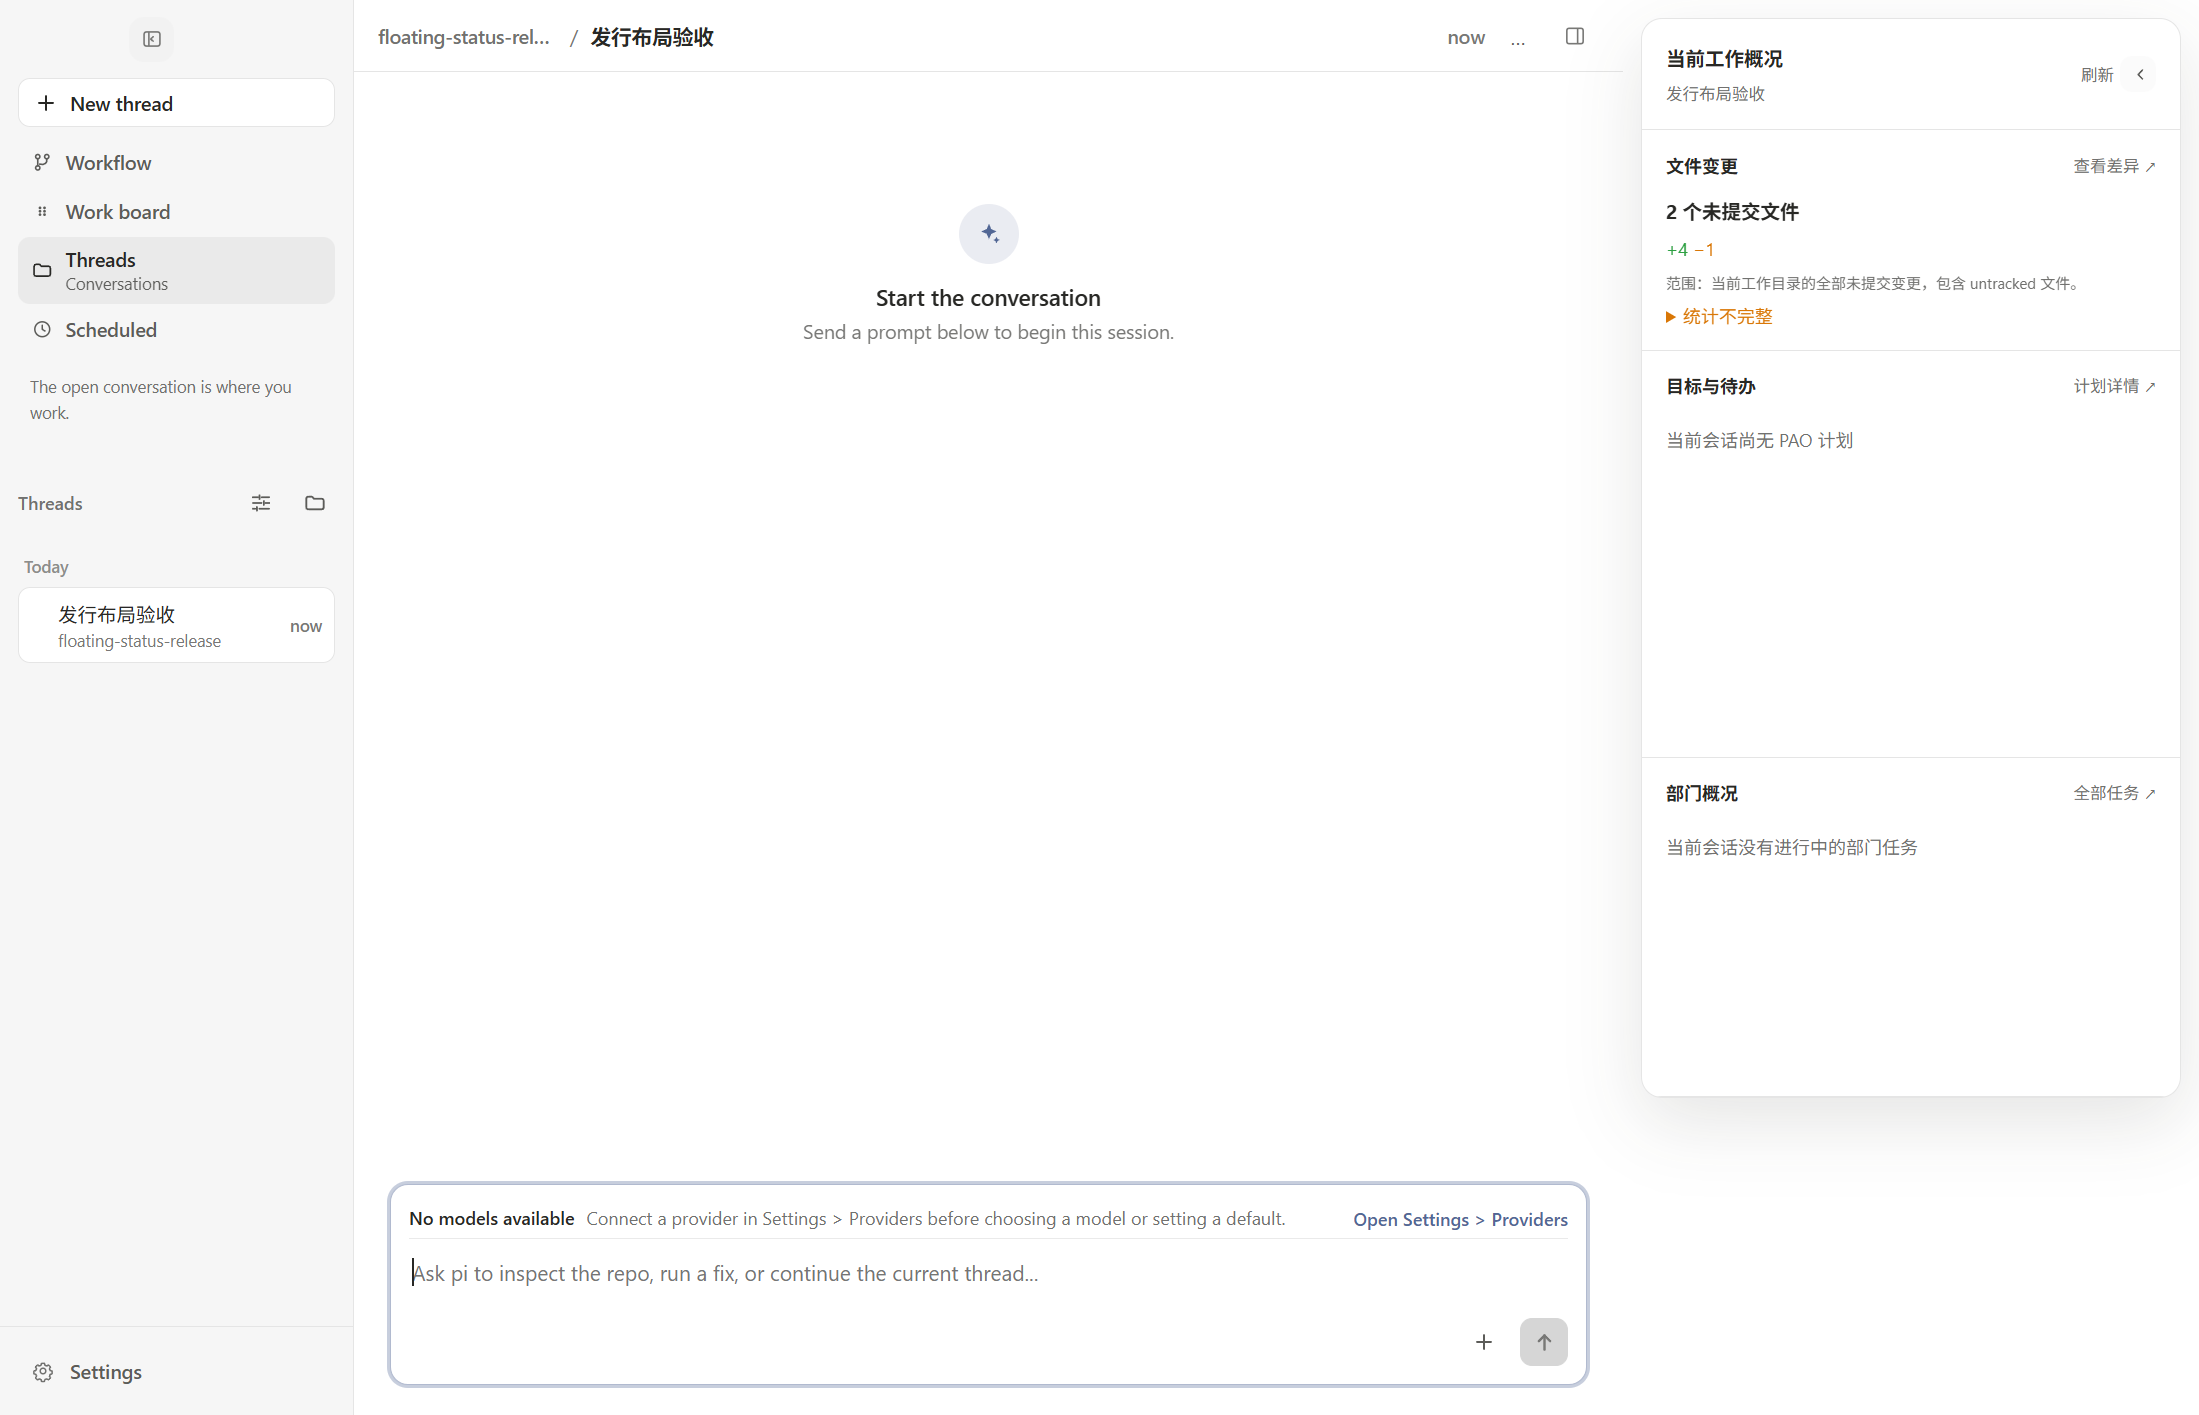 New thread
Workflow
Work board
Threads
Conversations
Scheduled
The open conversation is where you
work.
Threads
Today
发行布局验收
floating-status-release
now
Settings
floating-status-rel... / 发行布局验收
now
...
Start the conversation
Send a prompt below to begin this session.
No models available Connect a provider in Settings > Providers before choosing a model or setting a default.
Open Settings > Providers
Ask pi to inspect the repo, run a fix, or continue the current thread...
当前工作概况
发行布局验收
刷新
文件变更
查看差异 ↗
2 个未提交文件
+4 −1
范围：当前工作目录的全部未提交变更，包含 untracked 文件。
统计不完整
目标与待办
计划详情 ↗
当前会话尚无 PAO 计划
部门概况
全部任务 ↗
当前会话没有进行中的部门任务